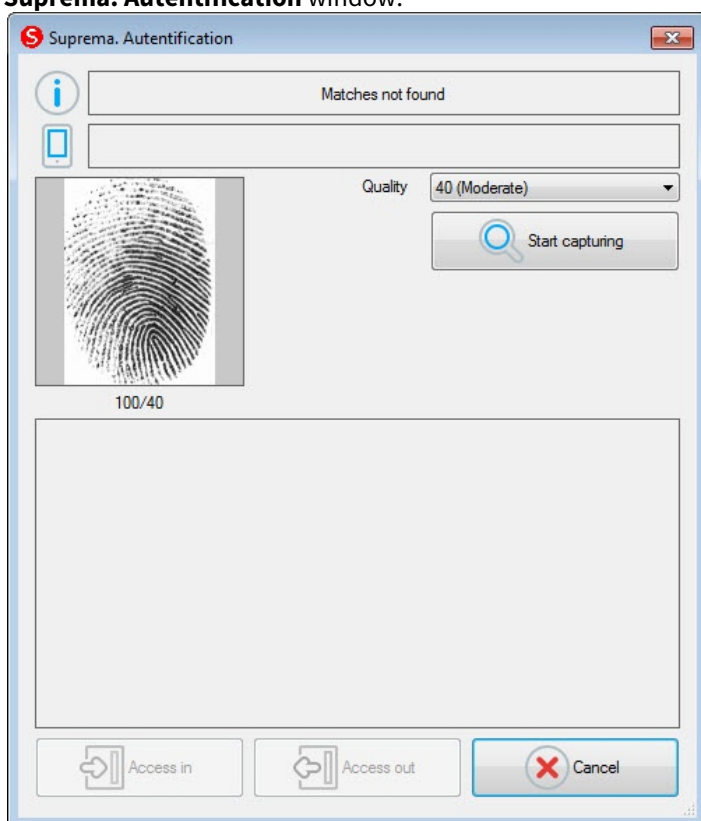 Suprema. Autentification window.
S Suprema. Autentification
i Matches not found
Quality 40 (Moderate)
Start capturing
100/40
Access in Access out Cancel